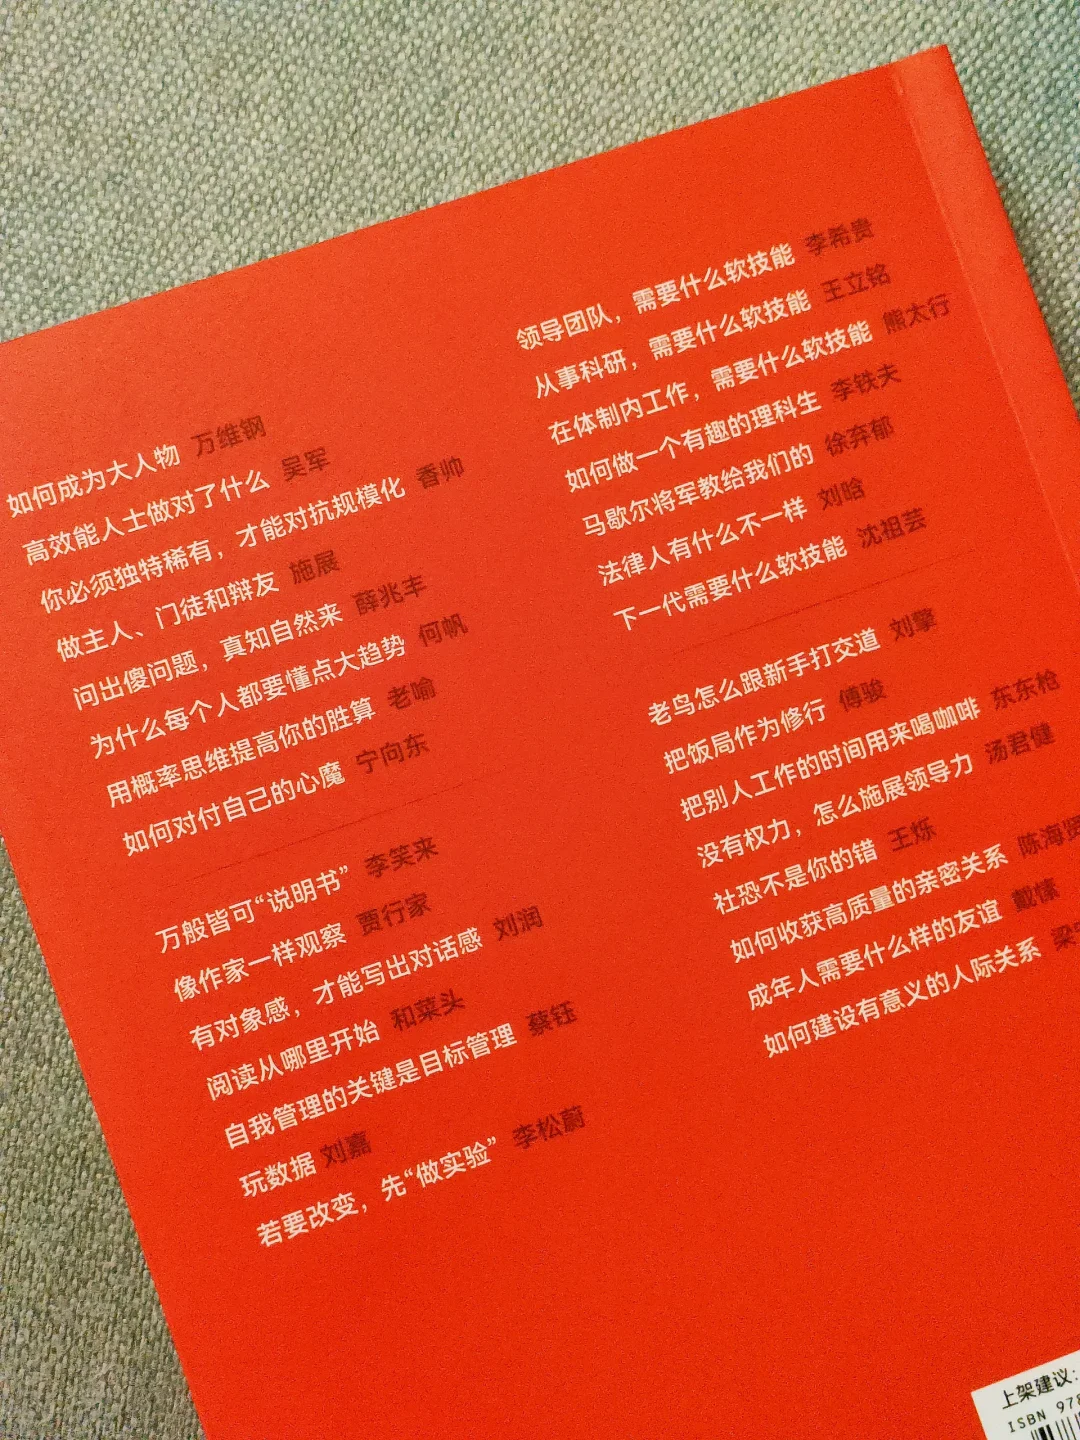 如何成为大人物 万维钢
高效能人士做对了什么 吴军
你必须独特稀有，才能对抗规模化 香帅
做主人、门徒和辩友 施展
问出傻问题，真知自然来 薛兆丰
为什么每个人都要懂点大趋势 何帆
用概率思维提高你的胜算 老喻
如何对付自己的心魔 宁向东
万般皆可“说明书” 李笑来
像作家一样观察 贾行家
有对象感，才能写出对话感 刘润
阅读从哪里开始 和菜头
自我管理的关键是目标管理 蔡钰
玩数据 刘嘉
若要改变，先“做实验” 李松蔚
领导团队，需要什么软技能 李希贵
从事科研，需要什么软技能 王立铭
在体制内工作，需要什么软技能 熊太行
如何做一个有趣的理科生 李铁夫
马歇尔将军教给我们的 徐弃郁
法律人有什么不一样 刘晗
下一代需要什么软技能 沈祖芸
老鸟怎么跟新手打交道 刘擎
把饭局作为修行 傅骏
把别人工作的时间用来喝咖啡 东东枪
没有权力，怎么施展领导力 汤君健
社恐不是你的错 王烁
如何收获高质量的亲密关系 陈海贤
成年人需要什么样的友谊 戴愫
如何建设有意义的人际关系 梁
上架建议:
ISBN 978